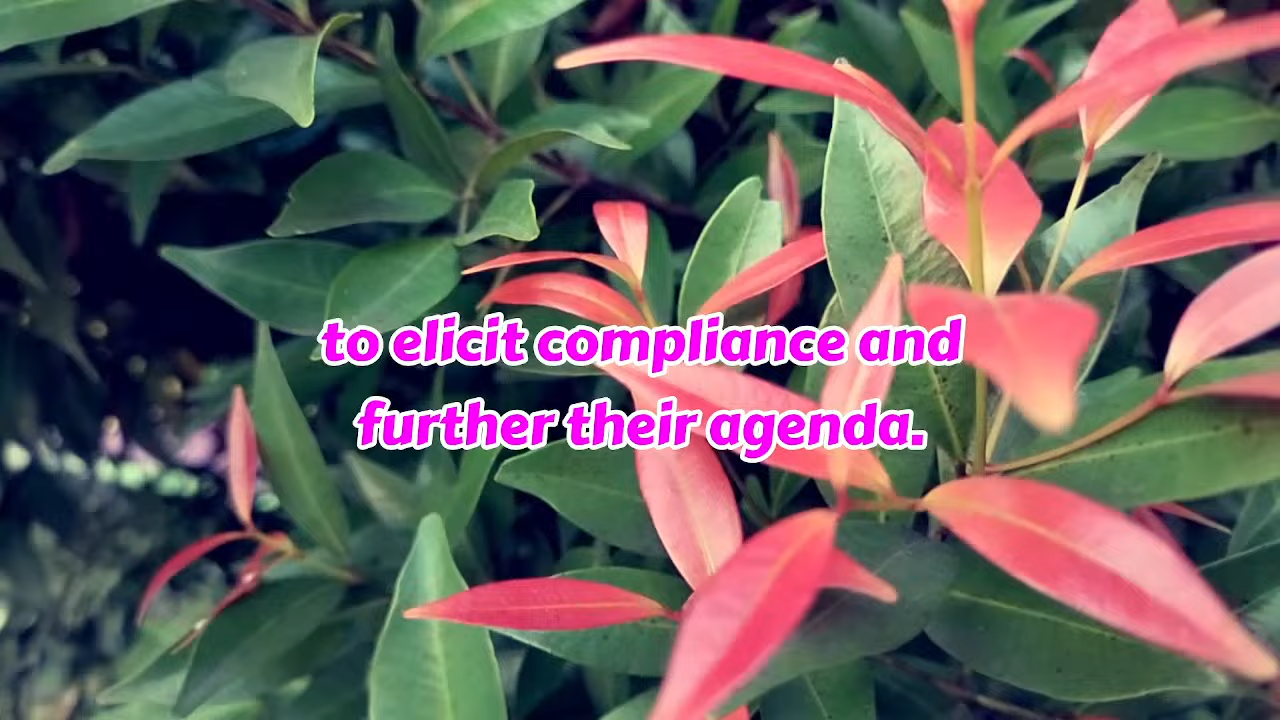 to elicit compliance and
further their agenda.